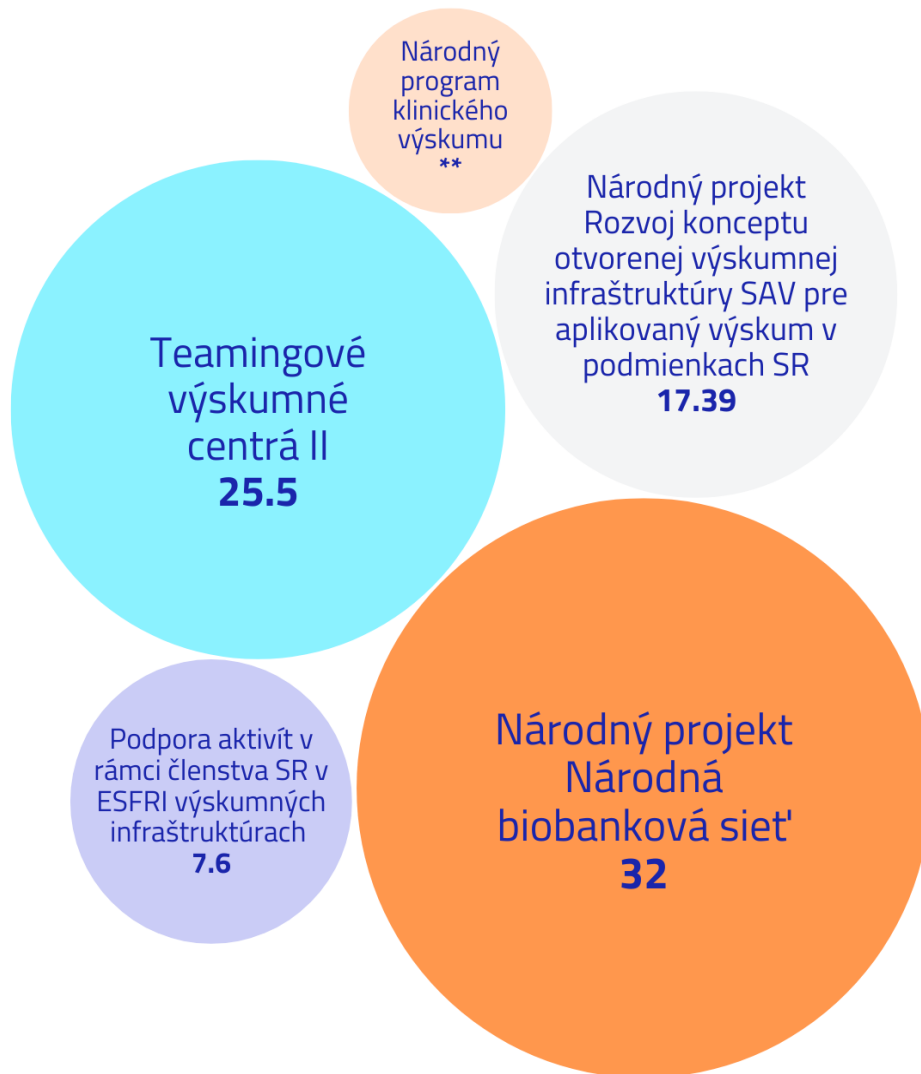 Národný
program
klinického
výskumu
**
Národný projekt
Rozvoj konceptu
otvorenej výskumnej
infraštruktúry SAV pre
aplikovaný výskum v
podmienkach SR
17.39
Teamingové
výskumné
centrá II
25.5
Národný projekt
Národná
biobanková sieť
32
Podpora aktivít v
rámci členstva SR v
ESFRI výskumných
infraštruktúrach
7.6